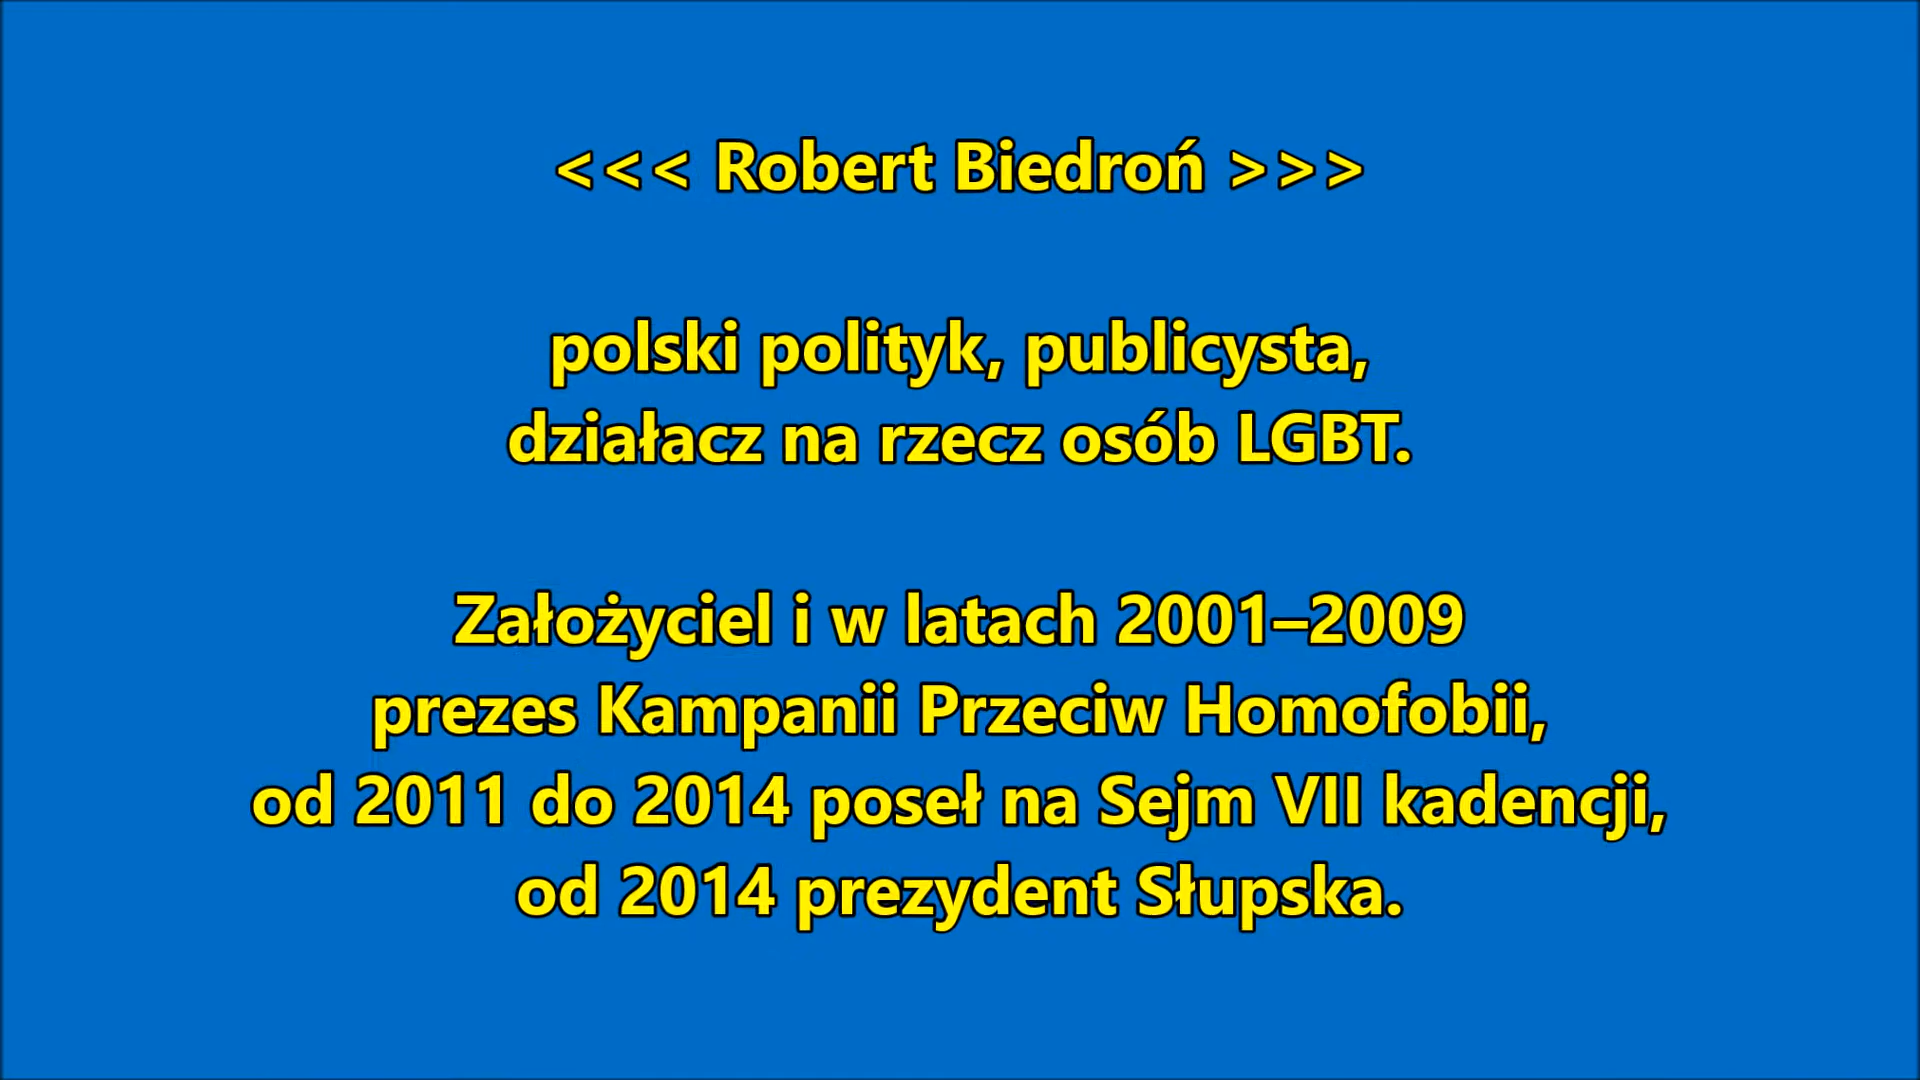 <<< Robert Biedroń >>>
polski polityk, publicysta,
działacz na rzecz osób LGBT.
Założyciel i w latach 2001–2009
prezes Kampanii Przeciw Homofobii,
od 2011 do 2014 poseł na Sejm VII kadencji,
od 2014 prezydent Słupska.